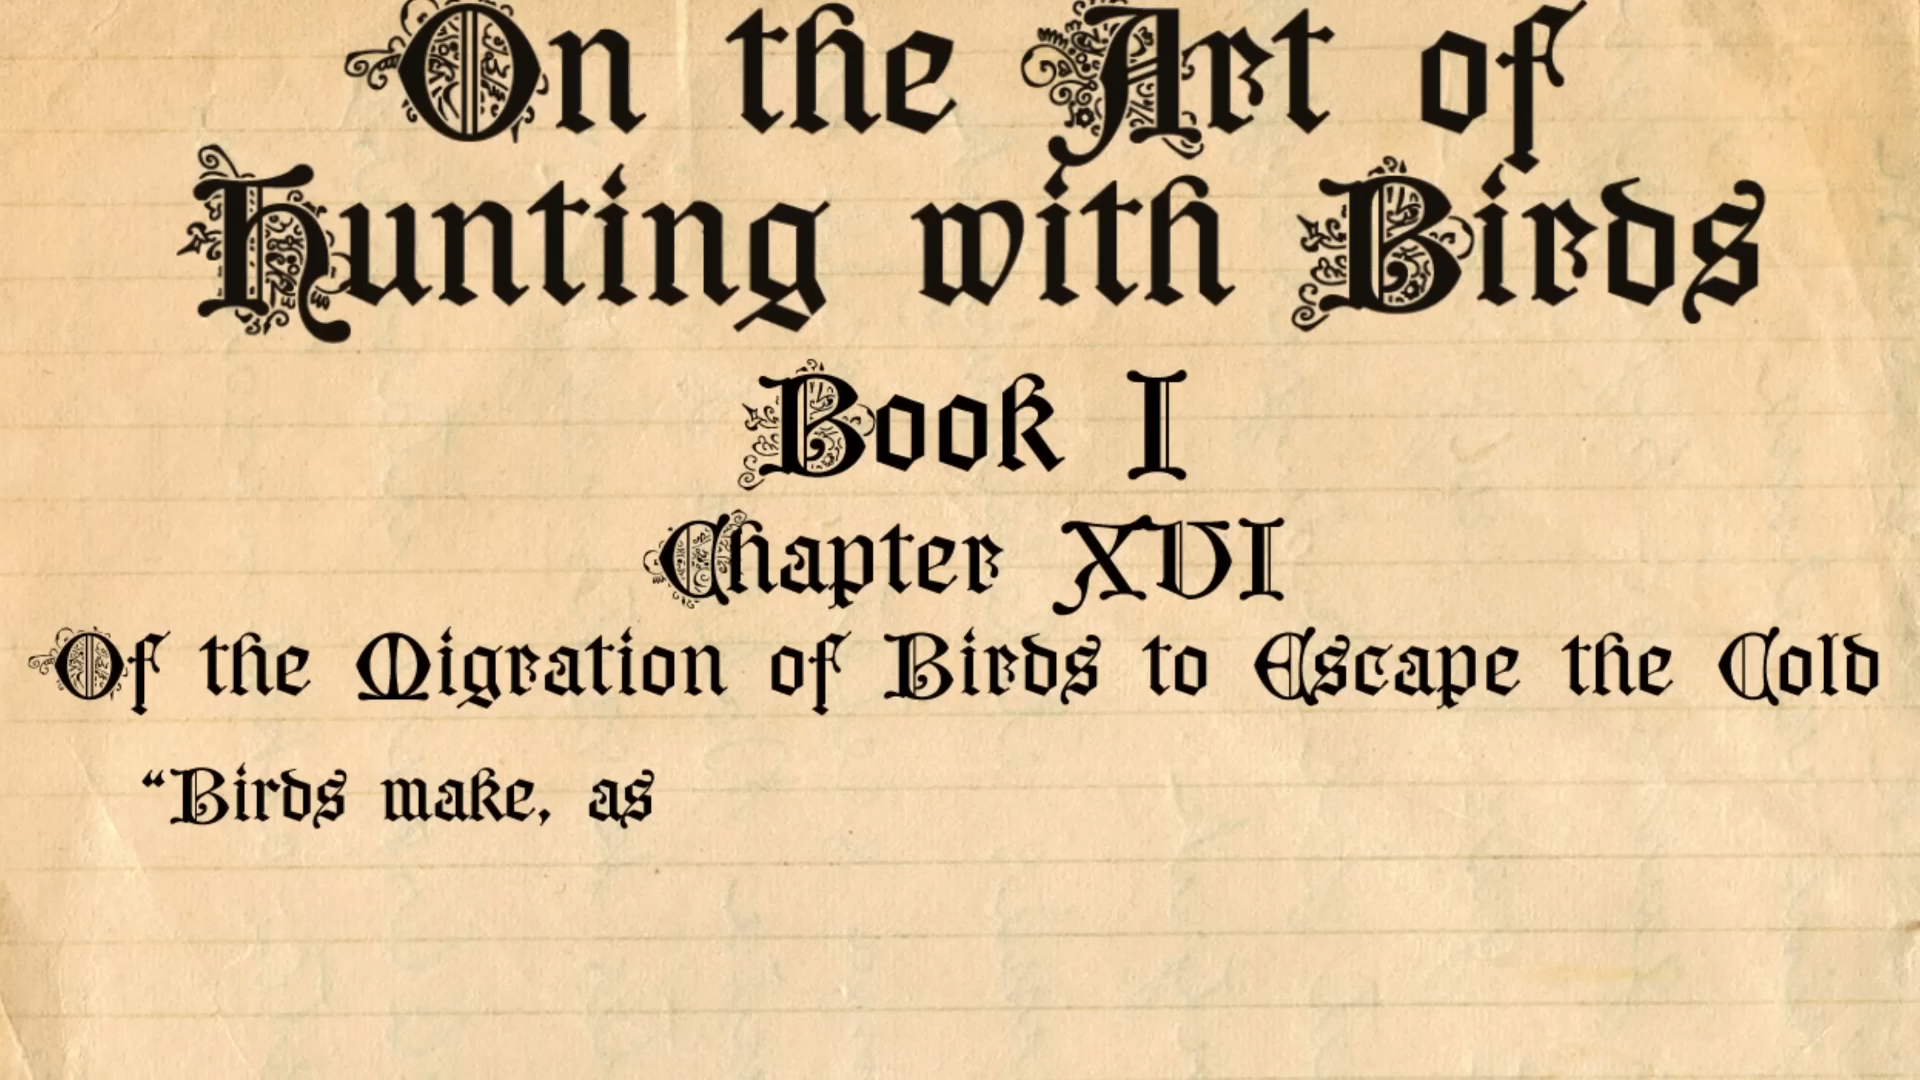 On the Art of
Hunting with Birds
Book I
Chapter XVI
Of the Migration of Birds to Escape the Cold
“Birds make, as